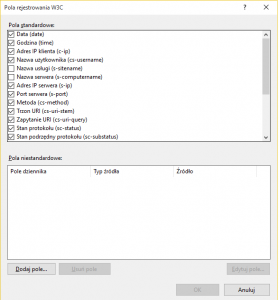 Pola rejestrowania W3C
Pola standardowe:
Data (date)
Godzina (time)
Adres IP klienta (c-ip)
Nazwa użytkownika (cs-username)
Nazwa usługi (s-sitename)
Nazwa serwera (s-computername)
Adres IP serwera (s-ip)
Port serwera (s-port)
Metoda (cs-method)
Trzon URI (cs-uri-stem)
Zapytanie URI (cs-uri-query)
Stan protokołu (sc-status)
Stan podrzędny protokołu (sc-substatus)
Pola niestandardowe:
Pole dziennika Typ źródła Źródło
Dodaj pole... Usuń pole Edytuj pole...
OK Anuluj